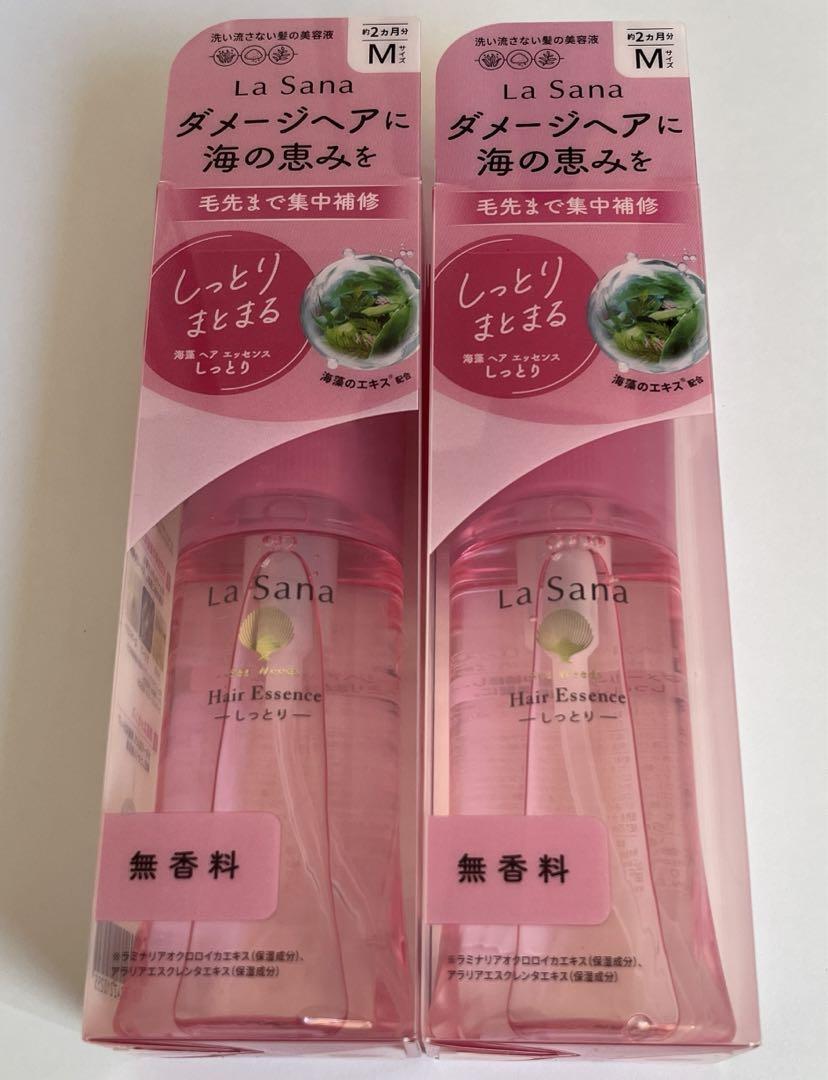 洗い流さない髪の美容液
約2ヵ月分
Mサイズ
La Sana
ダメージヘアに
海の恵みを
毛先まで集中補修
しっとり
まとまる
海藻 ヘア エッセンス
しっとり
海藻のエキス※配合
La Sana
Hair Essence
しっとり
無香料
※ラミナリアオクロロイカエキス(保湿成分)、
アラリアエスクレンタエキス(保湿成分)
洗い流さない髪の美容液
約2ヵ月分
Mサイズ
La Sana
ダメージヘアに
海の恵みを
毛先まで集中補修
しっとり
まとまる
海藻 ヘア エッセンス
しっとり
海藻のエキス※配合
La Sana
Hair Essence
しっとり
無香料
※ラミナリアオクロロイカエキス(保湿成分)、
アラリアエスクレンタエキス(保湿成分)